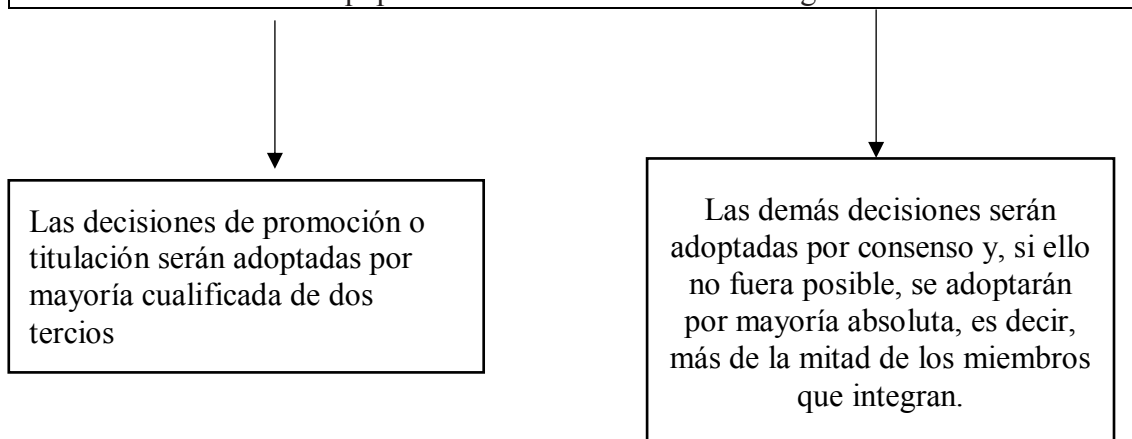 Las decisiones de promoción o
titulación serán adoptadas por
mayoría cualificada de dos
tercios
Las demás decisiones serán
adoptadas por consenso y, si ello
no fuera posible, se adoptarán
por mayoría absoluta, es decir,
más de la mitad de los miembros
que integran.